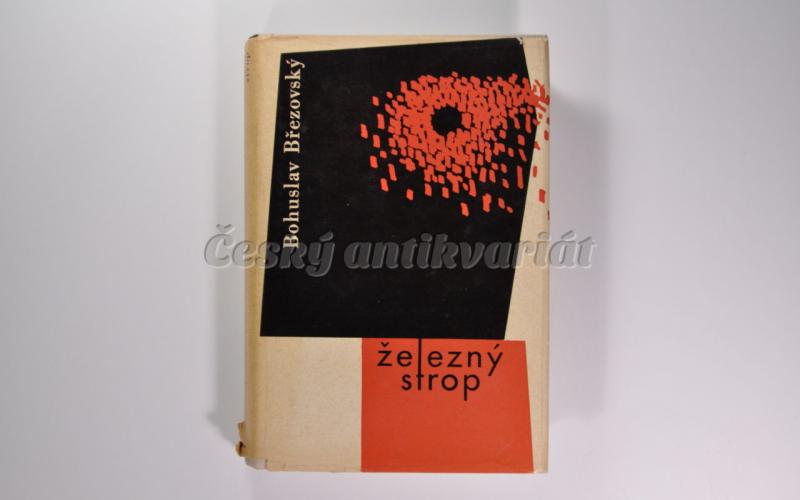 Bohuslav Březovský
Český antikvariát
železný
strop